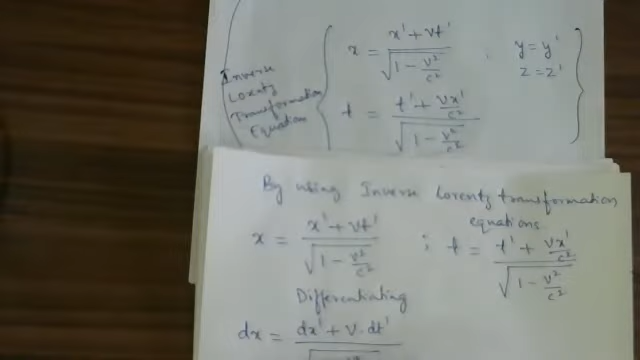 Inverse Lorentz Transformation Equation
x = (x' + vt') / √(1 − v²/c²) , y = y'
z = z'
t = (t' + vx'/c²) / √(1 − v²/c²)
By using Inverse Lorentz transformation
equations
x = (x' + vt') / √(1 − v²/c²) ; t = (t' + vx'/c²) / √(1 − v²/c²)
Differentiating
dx = (dx' + v.dt') / √